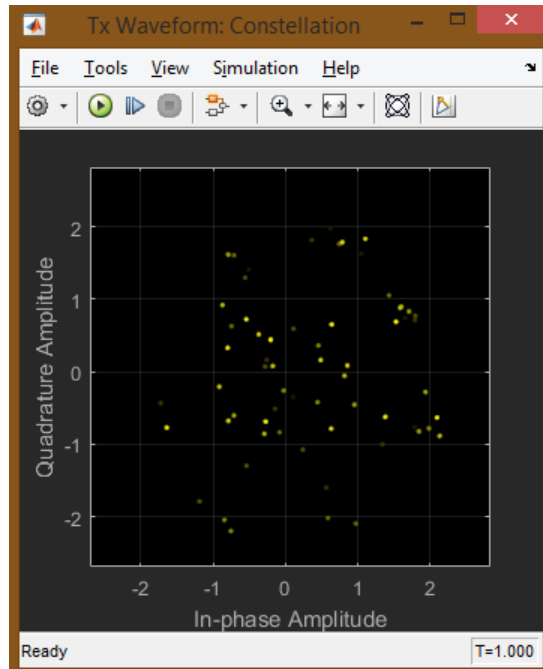 Tx Waveform: Constellation
File Tools View Simulation Help
2
1
0
-1
-2
Quadrature Amplitude
-2 -1 0 1 2
In-phase Amplitude
Ready T=1.000